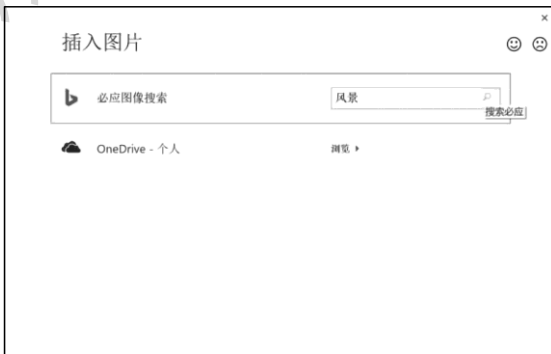 插入图片
必应图像搜索
风景
搜索必应
OneDrive - 个人
浏览